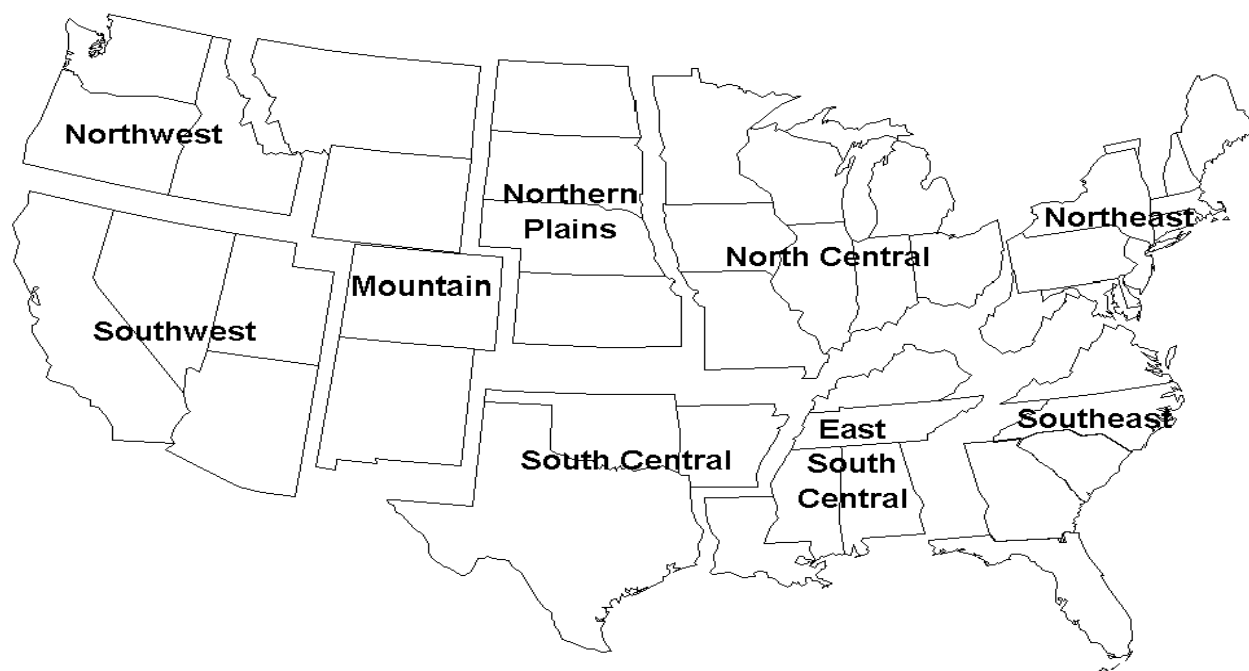 Northwest
Northern
Plains
Northeast
North Central
Mountain
Southwest
Southeast
East
South Central
South
Central